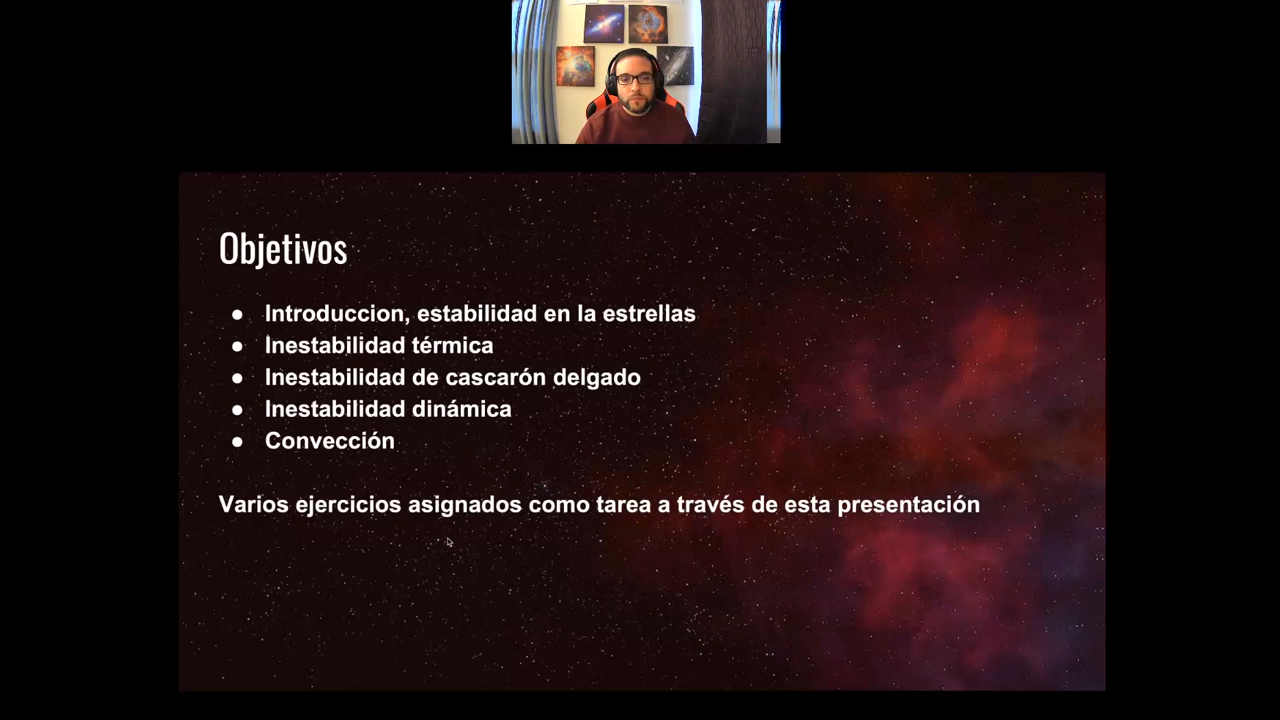 Objetivos
● Introduccion, estabilidad en la estrellas
● Inestabilidad térmica
● Inestabilidad de cascarón delgado
● Inestabilidad dinámica
● Convección
Varios ejercicios asignados como tarea a través de esta presentación